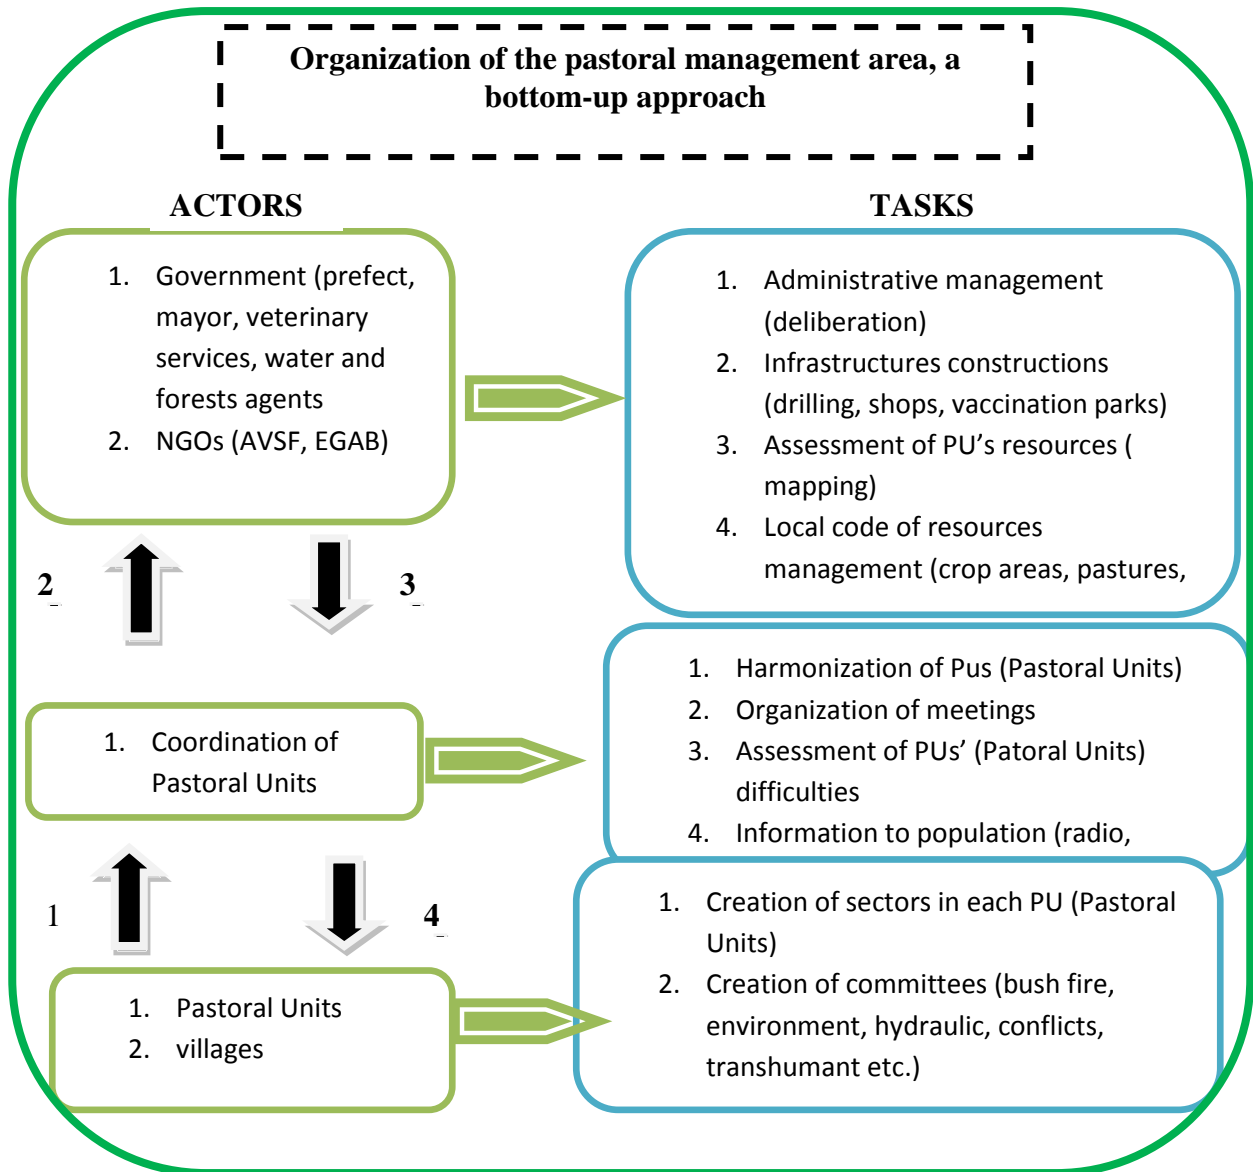 Organization of the pastoral management area, a
bottom-up approach
ACTORS
TASKS
1. Government (prefect,
mayor, veterinary
services, water and
forests agents
2. NGOs (AVSF, EGAB)
1. Administrative management
(deliberation)
2. Infrastructures constructions
(drilling, shops, vaccination parks)
3. Assessment of PU’s resources (
mapping)
4. Local code of resources
management (crop areas, pastures,
2
3
1. Coordination of
Pastoral Units
1. Harmonization of Pus (Pastoral Units)
2. Organization of meetings
3. Assessment of PUs’ (Patoral Units)
difficulties
4. Information to population (radio,
1
4
1. Pastoral Units
2. villages
1. Creation of sectors in each PU (Pastoral
Units)
2. Creation of committees (bush fire,
environment, hydraulic, conflicts,
transhumant etc.)